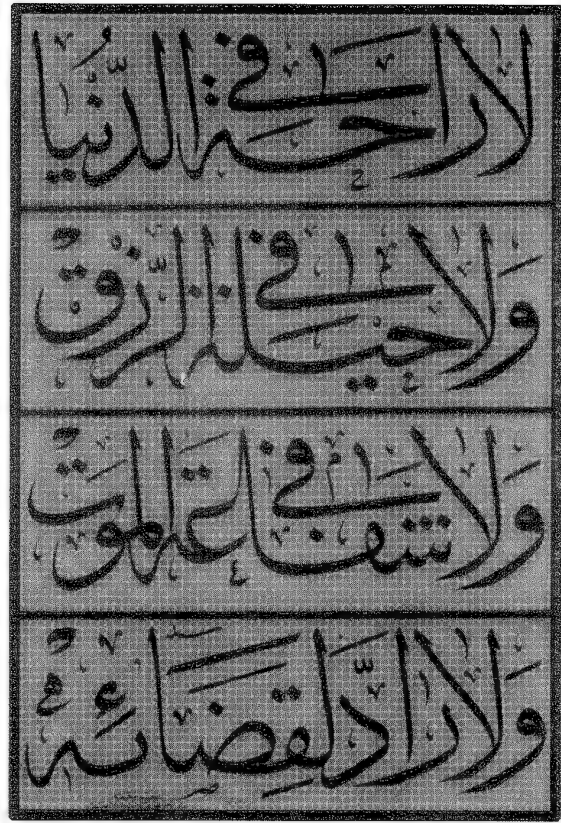 لا راحة في الدنيا
ولا حيلة في الرزق
ولا شفاعة في الموت
ولا راد لقضائه